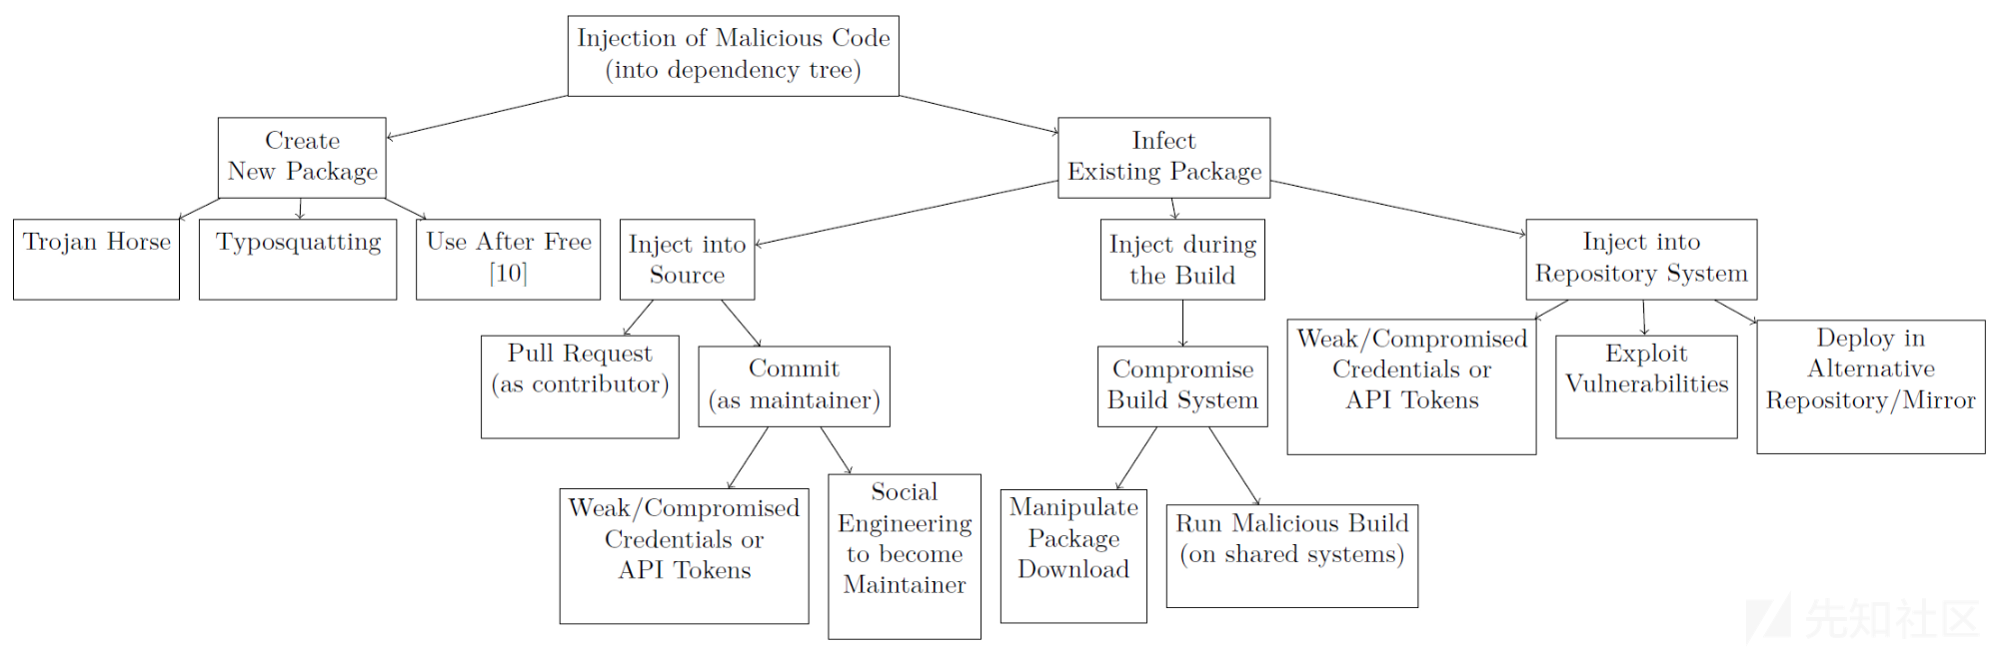 Injection of Malicious Code
(into dependency tree)
Create
New Package
Infect
Existing Package
Trojan Horse
Typosquatting
Use After Free
[10]
Inject into
Source
Inject during
the Build
Inject into
Repository System
Pull Request
(as contributor)
Commit
(as maintainer)
Compromise
Build System
Weak/Compromised
Credentials or
API Tokens
Exploit
Vulnerabilities
Deploy in
Alternative
Repository/Mirror
Weak/Compromised
Credentials or
API Tokens
Social
Engineering
to become
Maintainer
Manipulate
Package
Download
Run Malicious Build
(on shared systems)
先知社区